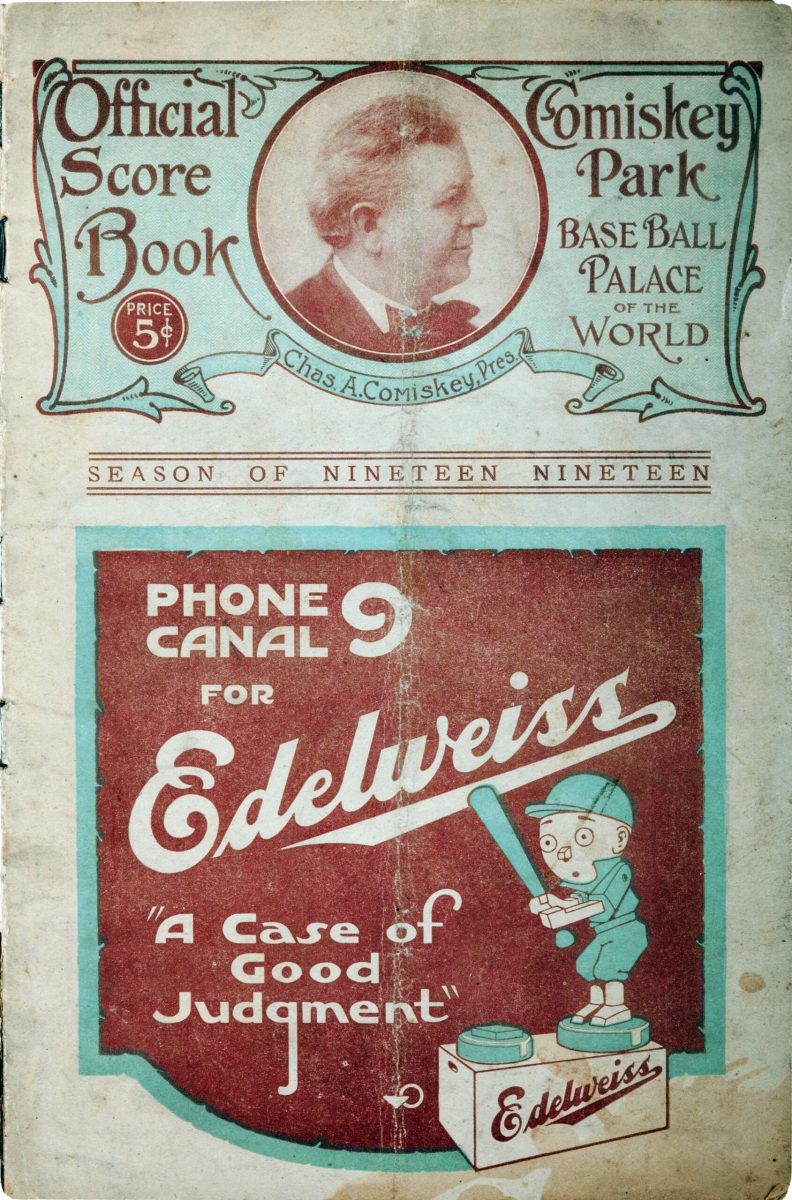 Official
Score
Book
PRICE
5¢
Comiskey
Park
BASE BALL
PALACE
OF THE
WORLD
Chas. A. Comiskey, Pres.
SEASON OF NINETEEN NINETEEN
PHONE
CANAL 9
FOR
Edelweiss
"A Case of
Good
Judgment"
Edelweiss